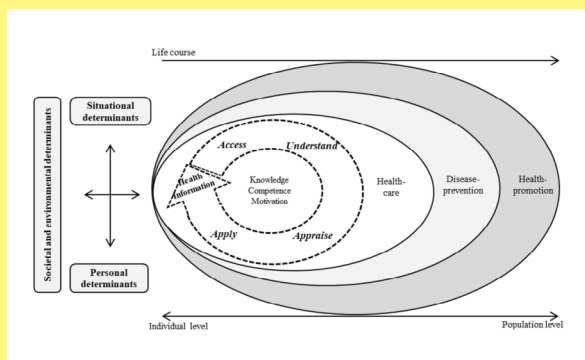 Life course
Societal and environmental determinants
Situational
determinants
Access
Understand
Health
information
Knowledge
Competence
Motivation
Health-
care
Disease-
prevention
Health-
promotion
Apply
Appraise
Personal
determinants
Individual level
Population level